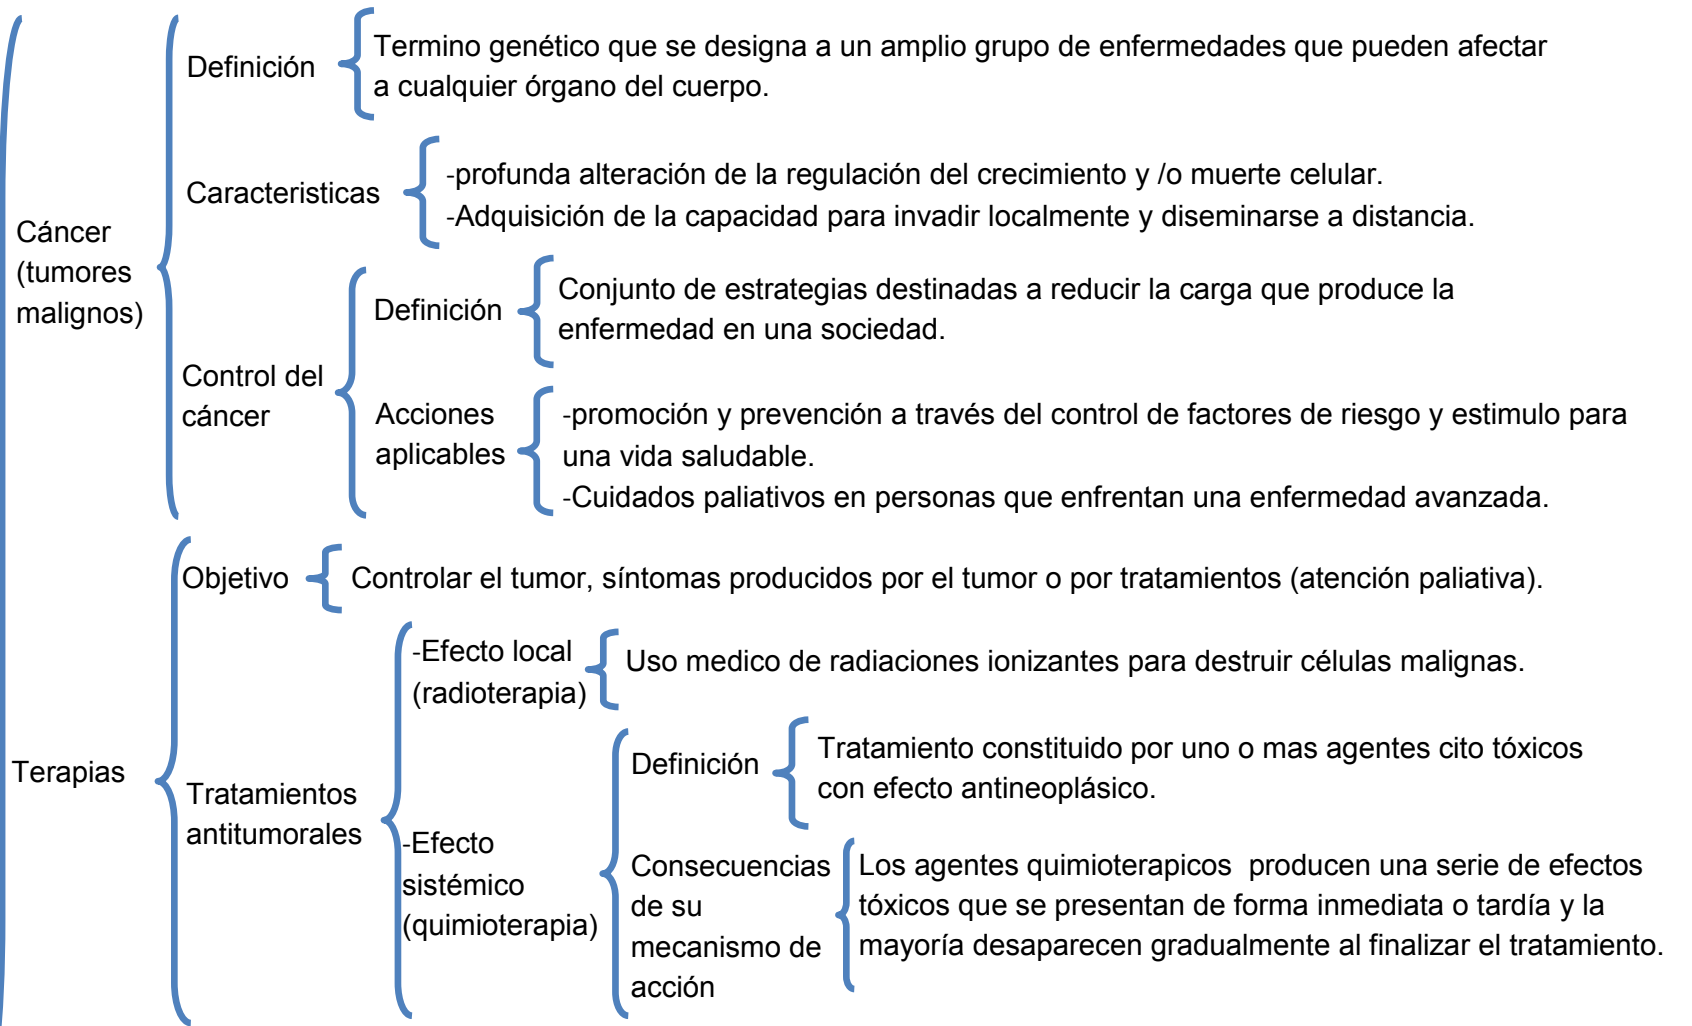 Cáncer
(tumores
malignos)
Definición
Termino genético que se designa a un amplio grupo de enfermedades que pueden afectar
a cualquier órgano del cuerpo.
Caracteristicas
-profunda alteración de la regulación del crecimiento y /o muerte celular.
-Adquisición de la capacidad para invadir localmente y diseminarse a distancia.
Control del
cáncer
Definición
Conjunto de estrategias destinadas a reducir la carga que produce la
enfermedad en una sociedad.
Acciones
aplicables
-promoción y prevención a través del control de factores de riesgo y estimulo para
una vida saludable.
-Cuidados paliativos en personas que enfrentan una enfermedad avanzada.
Terapias
Objetivo
Controlar el tumor, síntomas producidos por el tumor o por tratamientos (atención paliativa).
Tratamientos
antitumorales
-Efecto local
(radioterapia)
Uso medico de radiaciones ionizantes para destruir células malignas.
-Efecto
sistémico
(quimioterapia)
Definición
Tratamiento constituido por uno o mas agentes cito tóxicos
con efecto antineoplásico.
Consecuencias
de su
mecanismo de
acción
Los agentes quimioterapicos  producen una serie de efectos
tóxicos que se presentan de forma inmediata o tardía y la
mayoría desaparecen gradualmente al finalizar el tratamiento.